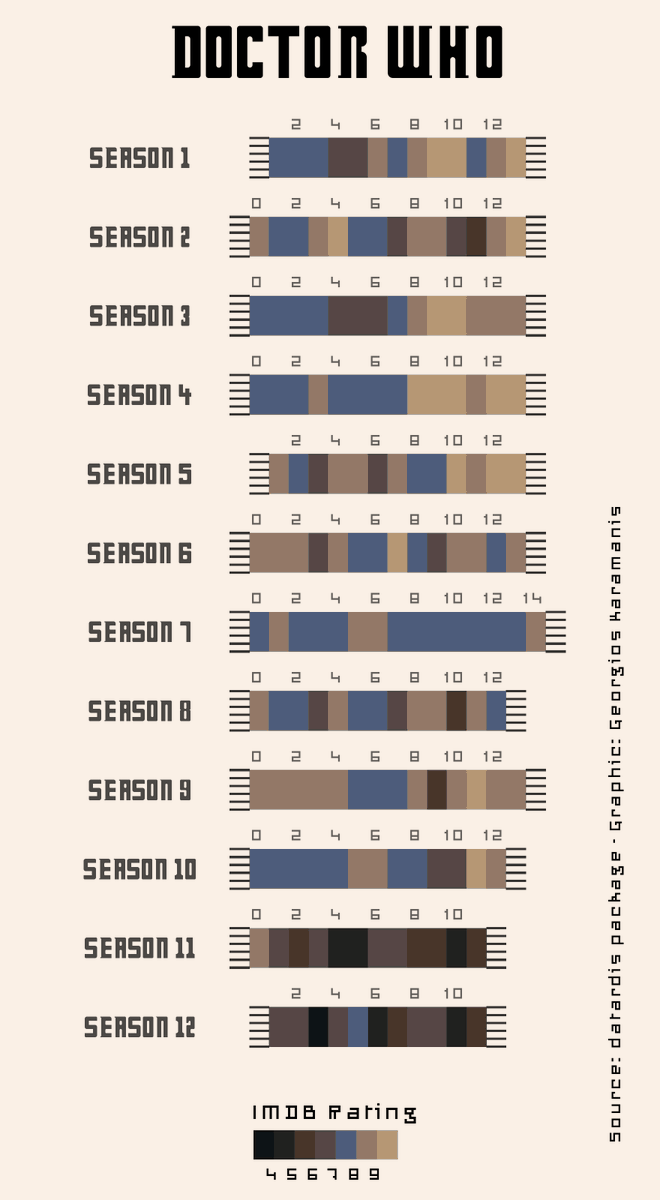 DOCTOR WHO
2 4 6 8 10 12
SEASON 1
0 2 4 6 8 10 12
SEASON 2
0 2 4 6 8 10 12
SEASON 3
0 2 4 6 8 10 12
SEASON 4
2 4 6 8 10 12
SEASON 5
0 2 4 6 8 10 12
SEASON 6
0 2 4 6 8 10 12 14
SEASON 7
0 2 4 6 8 10 12
SEASON 8
0 2 4 6 8 10 12
SEASON 9
0 2 4 6 8 10 12
SEASON 10
0 2 4 6 8 10
SEASON 11
2 4 6 8 10
SEASON 12
IMDB Rating
4 5 6 7 8 9
Source: datardis package · Graphic: Georgios Karamanis